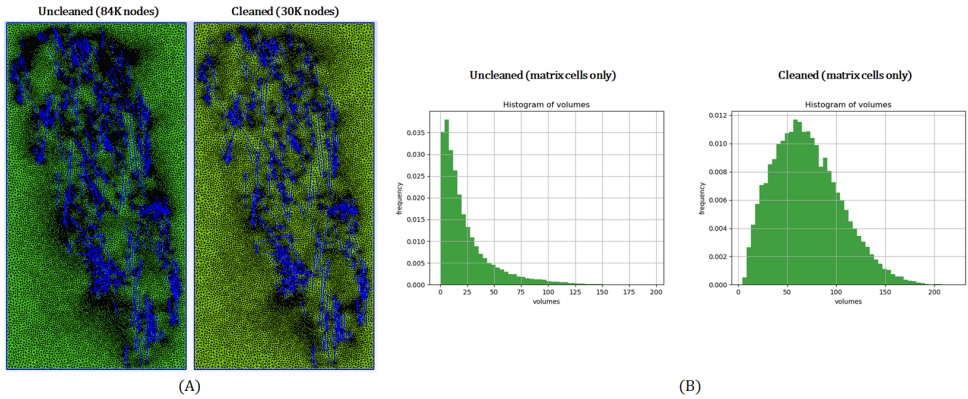 Uncleaned (84K nodes)
Cleaned (30K nodes)
(A)
Uncleaned (matrix cells only)
Histogram of volumes
0.035
0.030
0.025
0.020
0.015
0.010
0.005
0.000
frequency
0 25 50 75 100 125 150 175 200
volumes
Cleaned (matrix cells only)
Histogram of volumes
0.012
0.010
0.008
0.006
0.004
0.002
0.000
frequency
0 50 100 150 200
volumes
(B)